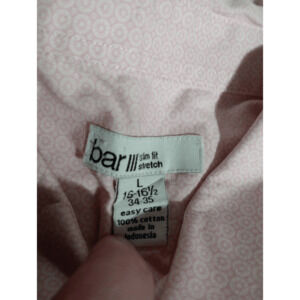 bar III slim fit
stretch
L
16-16½
34-35
easy care
100% cotton
made in
Indonesia